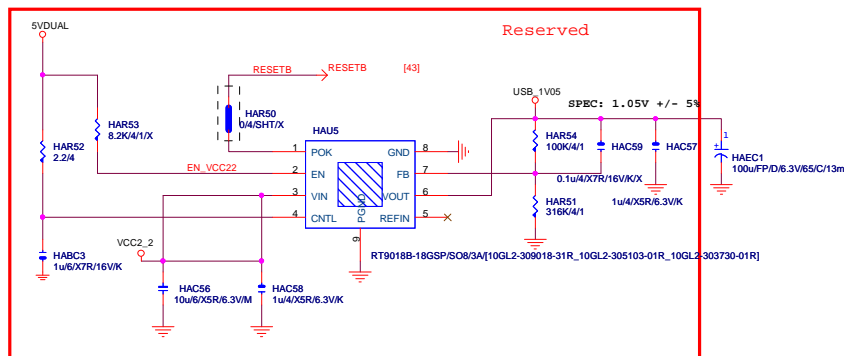 Reserved
5VDUAL
RESETB
RESETB
[43]
HAR50
0/4/SHT/X
HAR53
8.2K/4/1/X
HAR52
2.2/4
USB_1V05
SPEC: 1.05V +/- 5%
HAU5
HAR54
100K/4/1
HAC59
HAC57
1
+
HAEC1
100u/FP/D/6.3V/65/C/13m
1
POK
GND
8
EN_VCC22
2
EN
FB
7
0.1u/4/X7R/16V/K/X
3
VIN
VOUT
6
1u/4/X5R/6.3V/K
4
CNTL
REFIN
5
PGND
9
HAR51
316K/4/1
VCC2_2
HABC3
1u/6/X7R/16V/K
RT9018B-18GSP/SO8/3A/[10GL2-309018-31R_10GL2-305103-01R_10GL2-303730-01R]
HAC56
10u/6/X5R/6.3V/M
HAC58
1u/4/X5R/6.3V/K